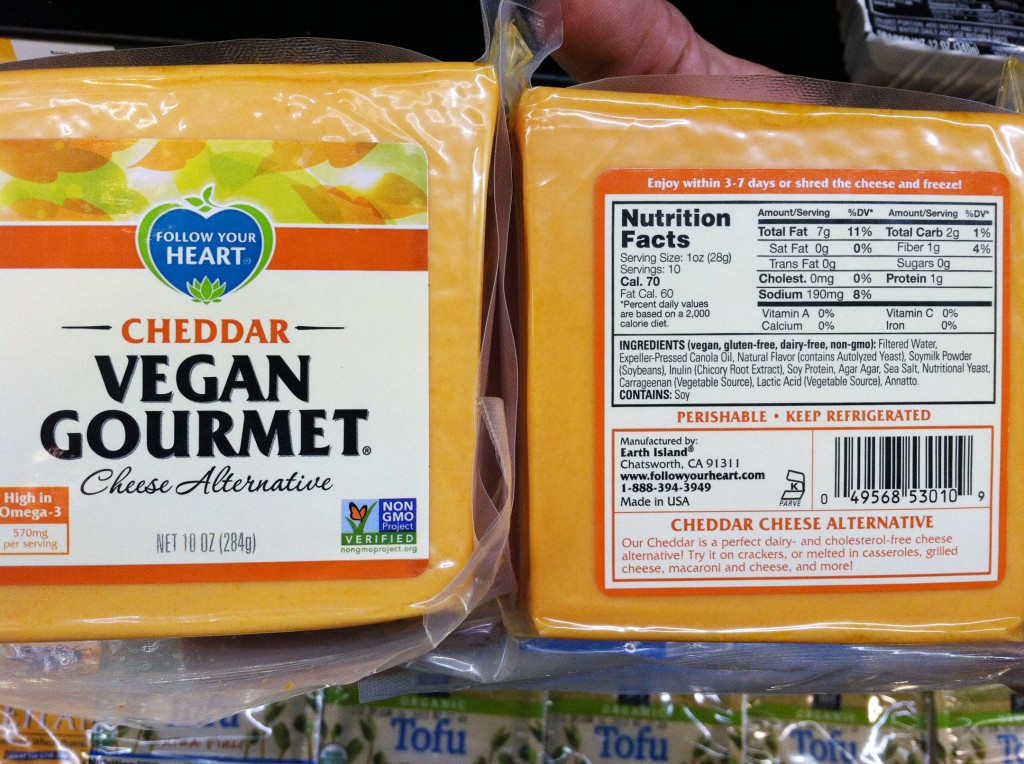 FOLLOW YOUR
HEART
CHEDDAR
VEGAN
GOURMET®
Cheese Alternative
High in
Omega-3
570mg
per serving
NET 10 OZ (284g)
NON
GMO
Project
VERIFIED
nongmoproject.org
Enjoy within 3-7 days or shred the cheese and freeze!
Nutrition
Facts
Serving Size: 1oz (28g)
Servings: 10
Cal. 70
Fat Cal. 60
*Percent daily values
are based on a 2,000
calorie diet.
Amount/Serving %DV* Amount/Serving %DV*
Total Fat 7g 11% Total Carb 2g 1%
Sat Fat 0g 0% Fiber 1g 4%
Trans Fat 0g Sugars 0g
Cholest. 0mg 0% Protein 1g
Sodium 190mg 8%
Vitamin A 0% Vitamin C 0%
Calcium 0% Iron 0%
INGREDIENTS (vegan, gluten-free, dairy-free, non-gmo): Filtered Water,
Expeller-Pressed Canola Oil, Natural Flavor (contains Autolyzed Yeast), Soymilk Powder
(Soybeans), Inulin (Chicory Root Extract), Soy Protein, Agar Agar, Sea Salt, Nutritional Yeast,
Carrageenan (Vegetable Source), Lactic Acid (Vegetable Source), Annatto.
CONTAINS: Soy
PERISHABLE • KEEP REFRIGERATED
Manufactured by:
Earth Island®
Chatsworth, CA 91311
www.followyourheart.com
1-888-394-3949
Made in USA
K
PARVE
0 49568 53010 9
CHEDDAR CHEESE ALTERNATIVE
Our Cheddar is a perfect dairy- and cholesterol-free cheese
alternative! Try it on crackers, or melted in casseroles, grilled
cheese, macaroni and cheese, and more!
ORGANIC
Tofu
ORGANIC
Tofu
Tofu